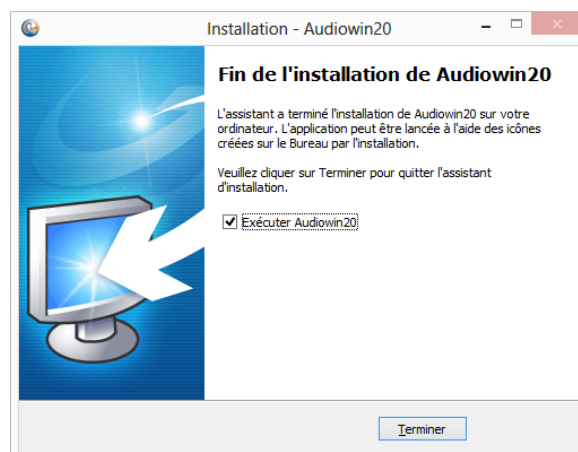 Installation - Audiowin20
Fin de l'installation de Audiowin20
L'assistant a terminé l'installation de Audiowin20 sur votre
ordinateur. L'application peut être lancée à l'aide des icônes
créées sur le Bureau par l'installation.
Veuillez cliquer sur Terminer pour quitter l'assistant
d'installation.
Exécuter Audiowin20
Terminer